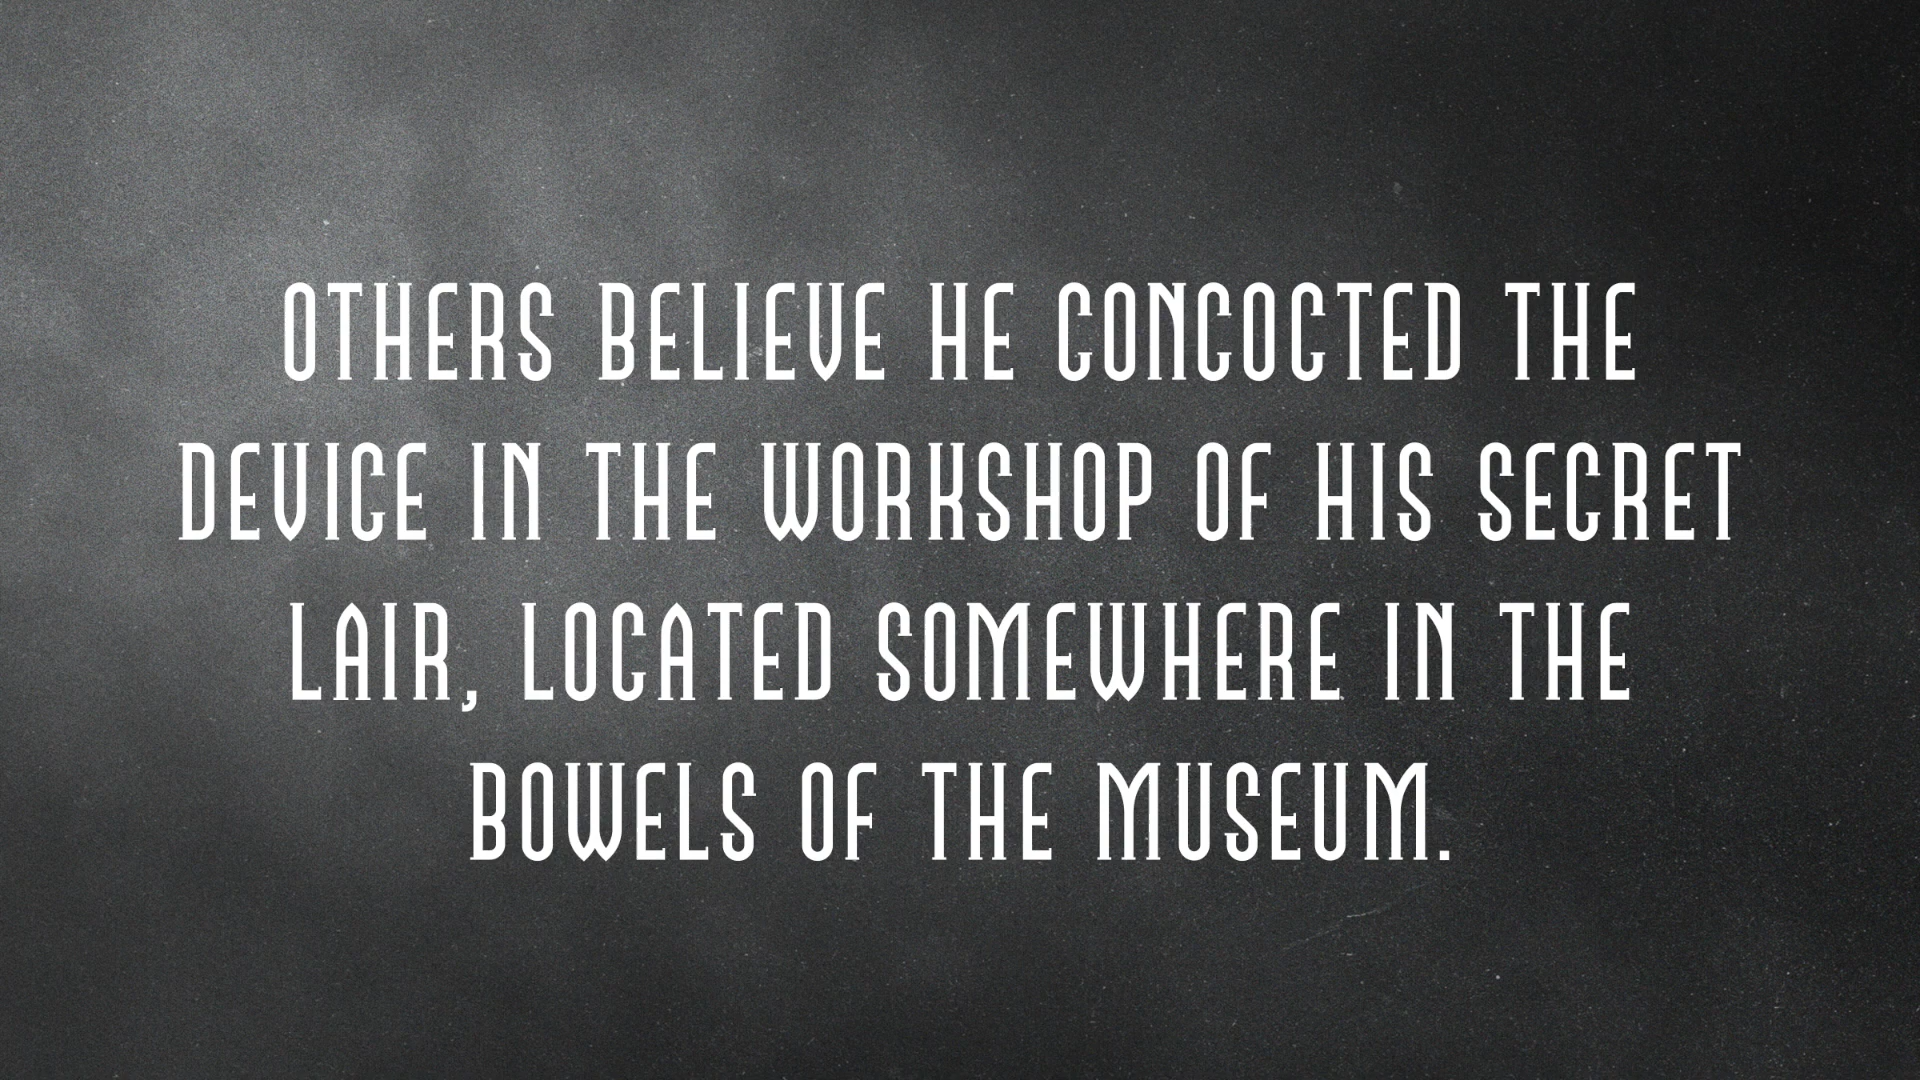 OTHERS BELIEVE HE CONCOCTED THE
DEVICE IN THE WORKSHOP OF HIS SECRET
LAIR, LOCATED SOMEWHERE IN THE
BOWELS OF THE MUSEUM.